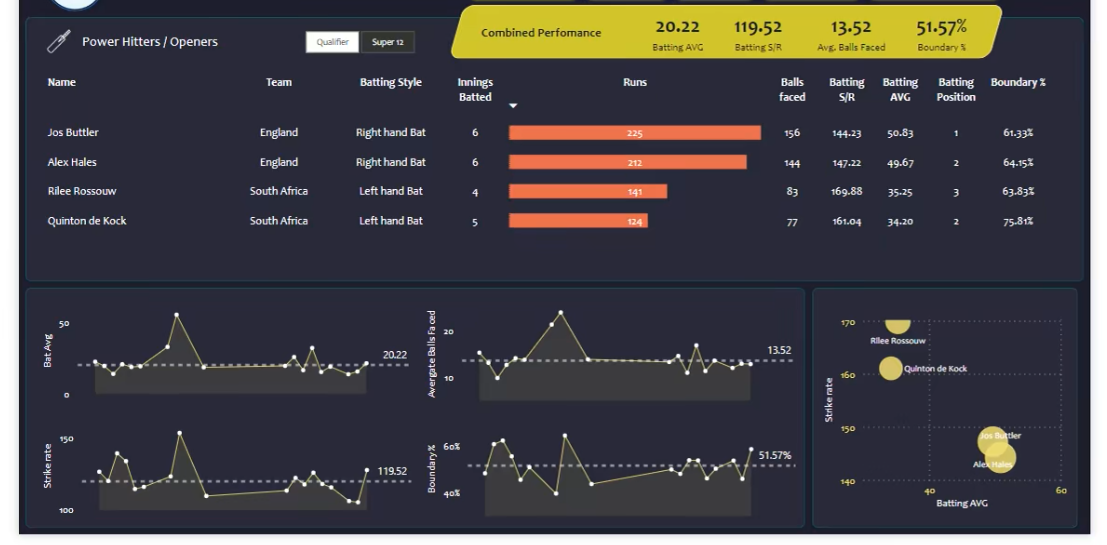 Power Hitters / Openers
Qualifier
Super 12
Combined Perfomance
20.22
119.52
13.52
51.57%
Batting AVG
Batting S/R
Avg. Balls Faced
Boundary %
Name Team Batting Style Innings Batted Runs Balls faced Batting S/R Batting AVG Batting Position Boundary %
Jos Buttler England Right hand Bat 6 225 156 144.23 50.83 1 61.33%
Alex Hales England Right hand Bat 6 212 144 147.22 49.67 2 64.15%
Rilee Rossouw South Africa Left hand Bat 4 141 83 169.88 35.25 3 63.83%
Quinton de Kock South Africa Left hand Bat 5 124 77 161.04 34.20 2 75.81%
Bat Avg
50
0
20.22
Avergate Balls Faced
20
10
13.52
Strike rate
150
100
119.52
Boundary %
60%
40%
51.57%
Strike rate
170
160
150
140
Rilee Rossouw
Quinton de Kock
Jos Buttler
Alex Hales
40
60
Batting AVG